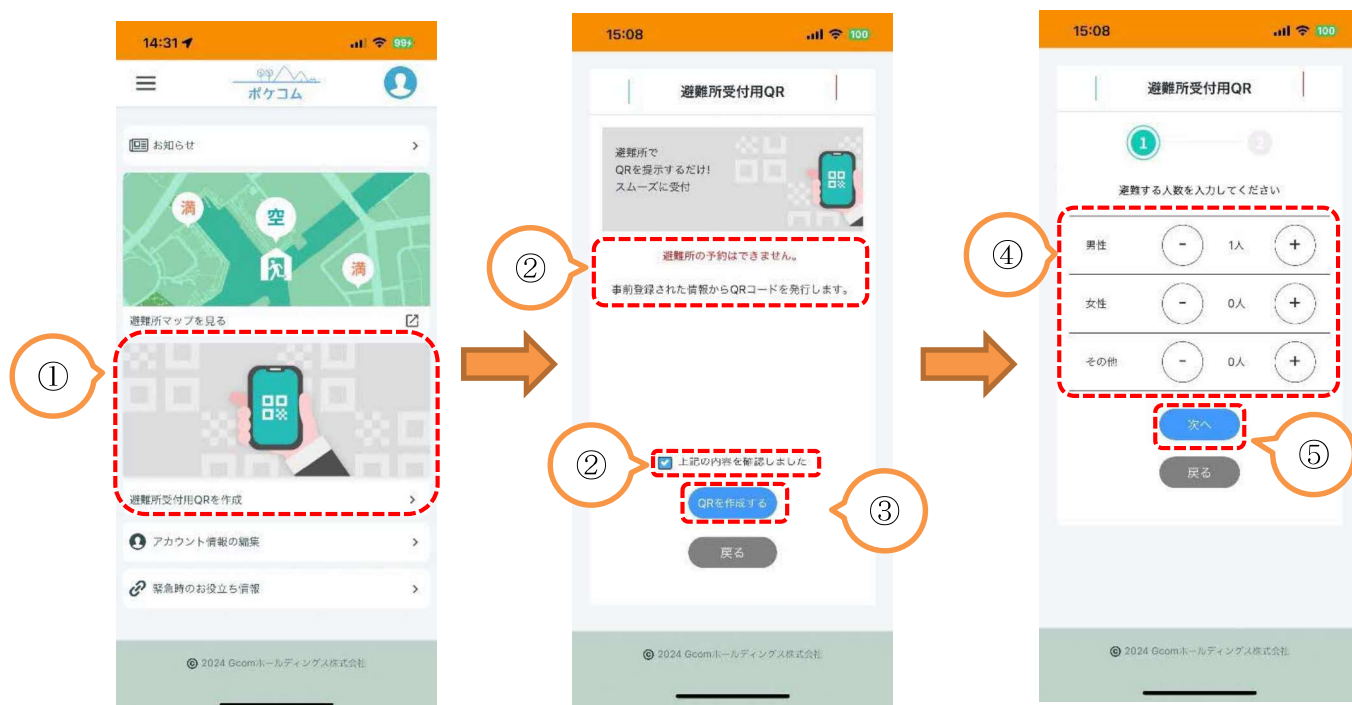 14:31
99+
ポケコム
お知らせ
満
空
満
避難所マップを見る
①
避難所受付用QRを作成
アカウント情報の編集
緊急時のお役立ち情報
© 2024 Gcomホールディングス株式会社
15:08
100
避難所受付用QR
避難所で
QRを提示するだけ!
スムーズに受付
②
避難所の予約はできません。
事前登録された情報からQRコードを発行します。
②
上記の内容を確認しました
QRを作成する
③
戻る
© 2024 Gcomホールディングス株式会社
15:08
100
避難所受付用QR
1
2
避難する人数を入力してください
④
男性 - 1人 +
女性 - 0人 +
その他 - 0人 +
次へ
⑤
戻る
© 2024 Gcomホールディングス株式会社